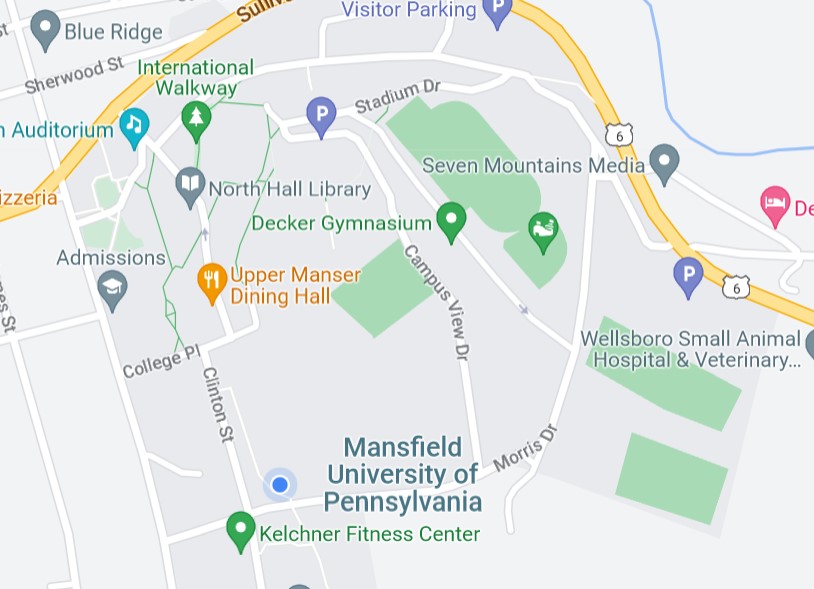 Visitor Parking
P
Blue Ridge
Sherwood St
International
Walkway
P
Stadium Dr
Auditorium
6
Seven Mountains Media
North Hall Library
Decker Gymnasium
Admissions
Upper Manser
Dining Hall
Campus View Dr
P
6
Wellsboro Small Animal
Hospital & Veterinary...
College Pl
Clinton St
Mansfield
University of
Pennsylvania
Morris Dr
Kelchner Fitness Center